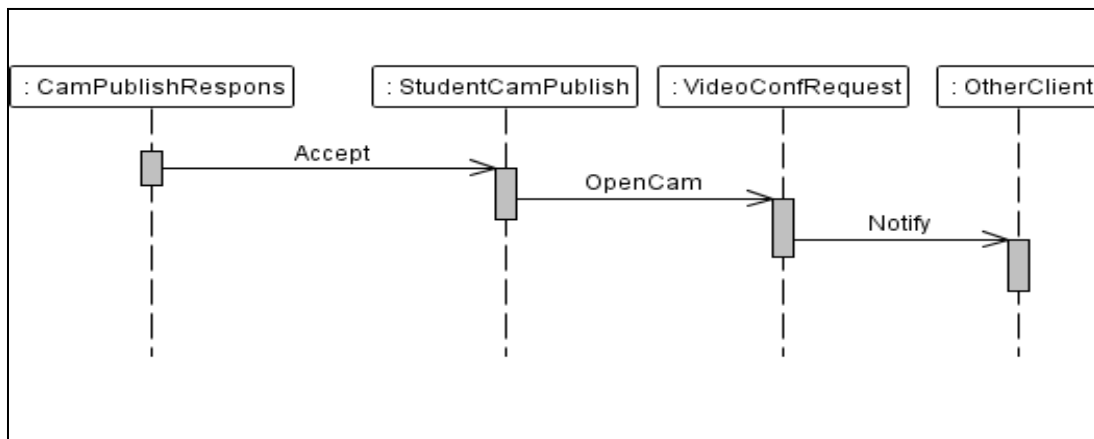 : CamPublishRespons
: StudentCamPublish
: VideoConfRequest
: OtherClient
Accept
OpenCam
Notify